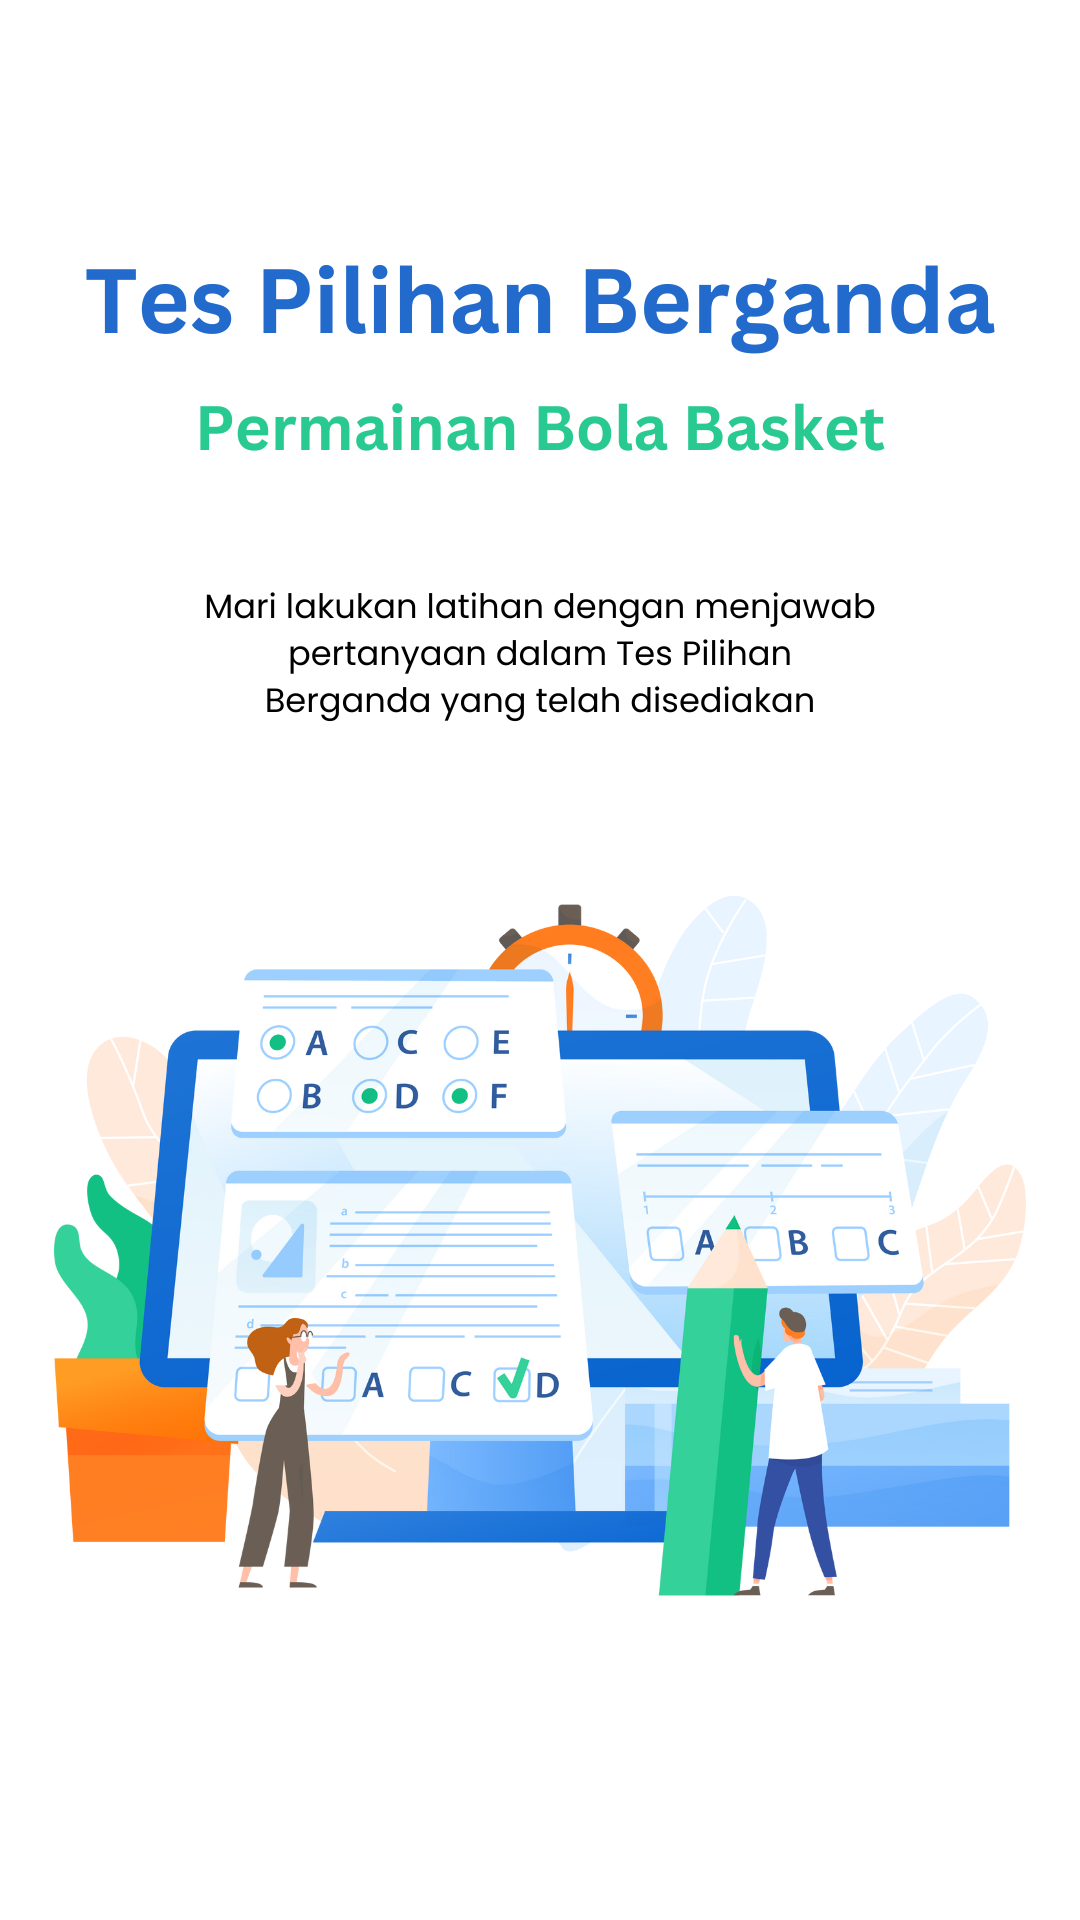 Tes Pilihan Berganda
Permainan Bola Basket
Mari lakukan latihan dengan menjawab
pertanyaan dalam Tes Pilihan
Berganda yang telah disediakan
A C E
B D F
a
b
c
d
A C D
1 2 3
A B C